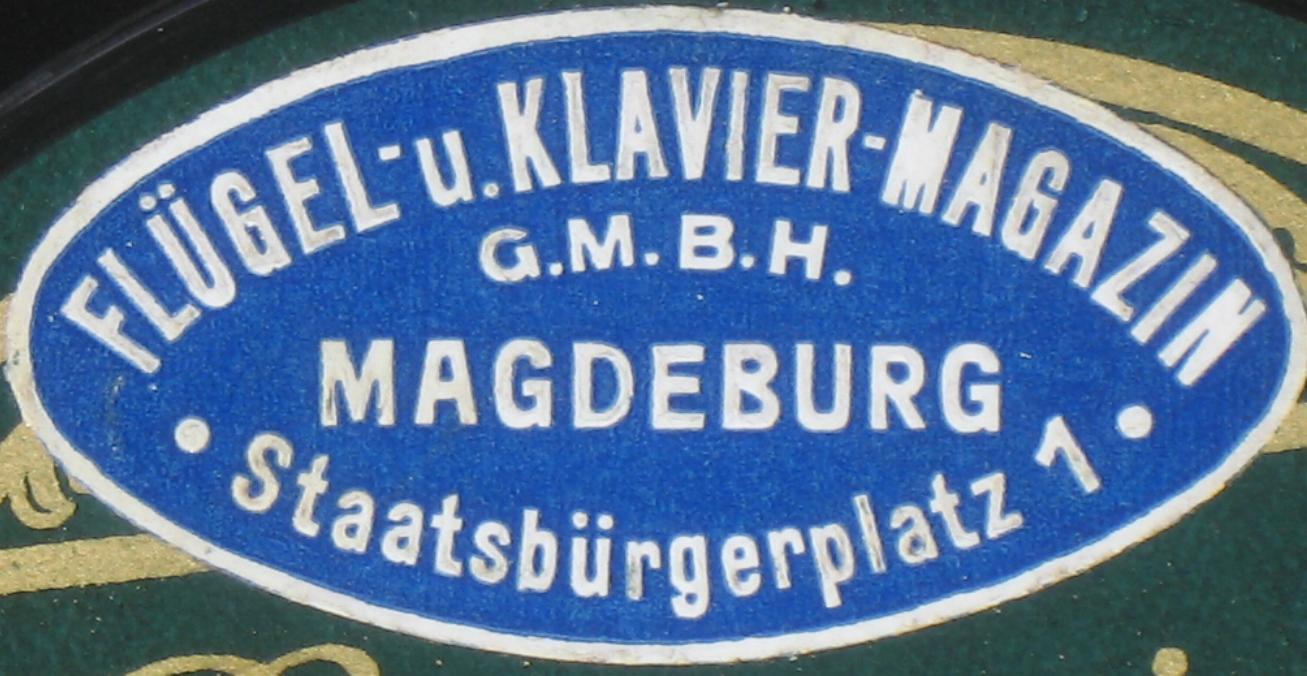 FLÜGEL-u.KLAVIER-MAGAZIN
G.M.B.H.
MAGDEBURG
• Staatsbürgerplatz 1 •